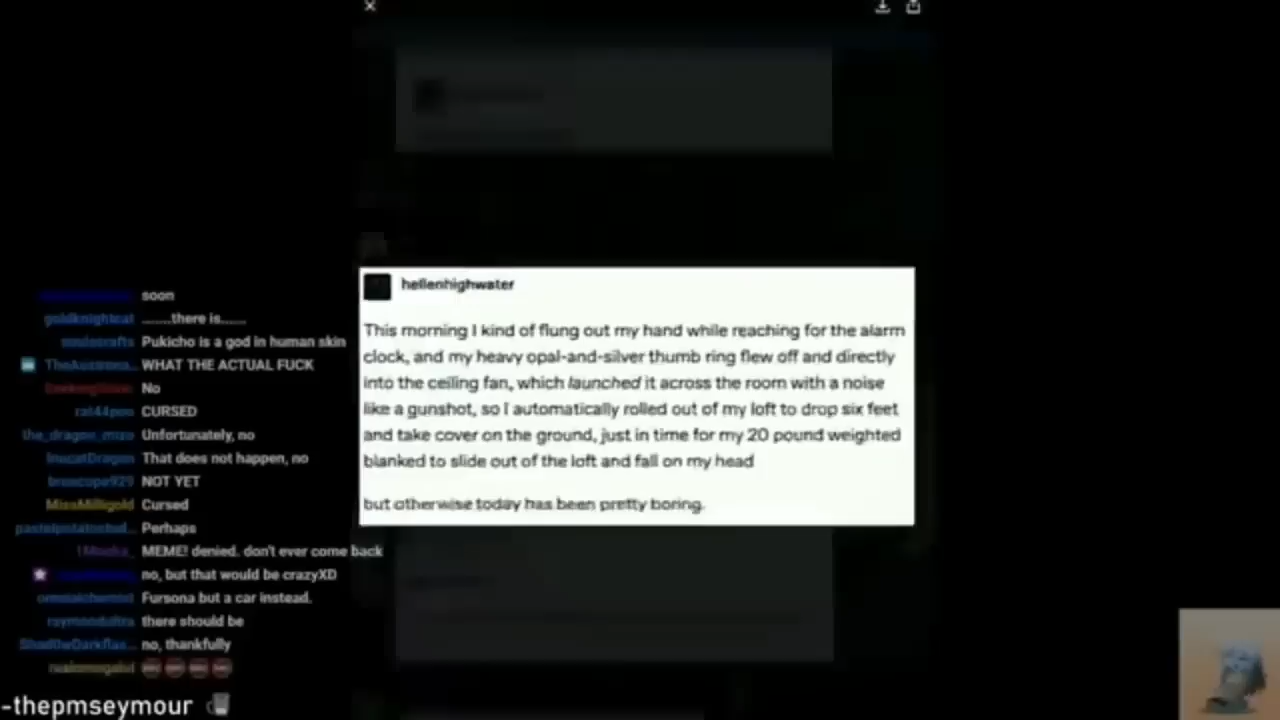 hellenhighwater
This morning I kind of flung out my hand while reaching for the alarm
clock, and my heavy opal-and-silver thumb ring flew off and directly
into the ceiling fan, which launched it across the room with a noise
like a gunshot, so I automatically rolled out of my loft to drop six feet
and take cover on the ground, just in time for my 20 pound weighted
blanked to slide out of the loft and fall on my head
but otherwise today has been pretty boring.
soon
goldknightcat ........there is......
Pukicho is a god in human skin
WHAT THE ACTUAL FUCK
No
CURSED
the_dragon_mizo Unfortunately, no
That does not happen, no
NOT YET
MissMilligold Cursed
Perhaps
MEME! denied. don't ever come back
no, but that would be crazyXD
Fursona but a car instead.
there should be
no, thankfully
-thepmseymour